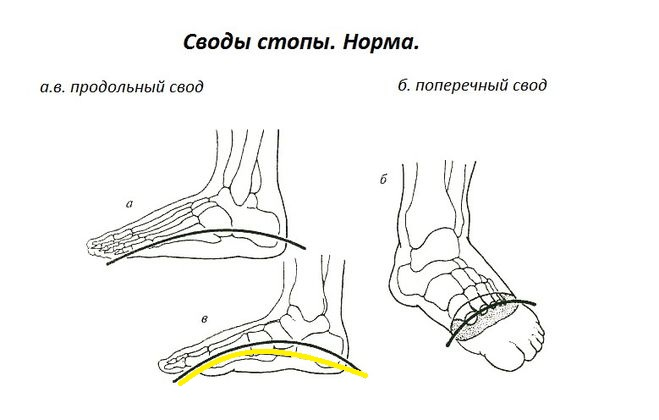 Своды стопы. Норма.
а.в. продольный свод
б. поперечный свод
а
б
в